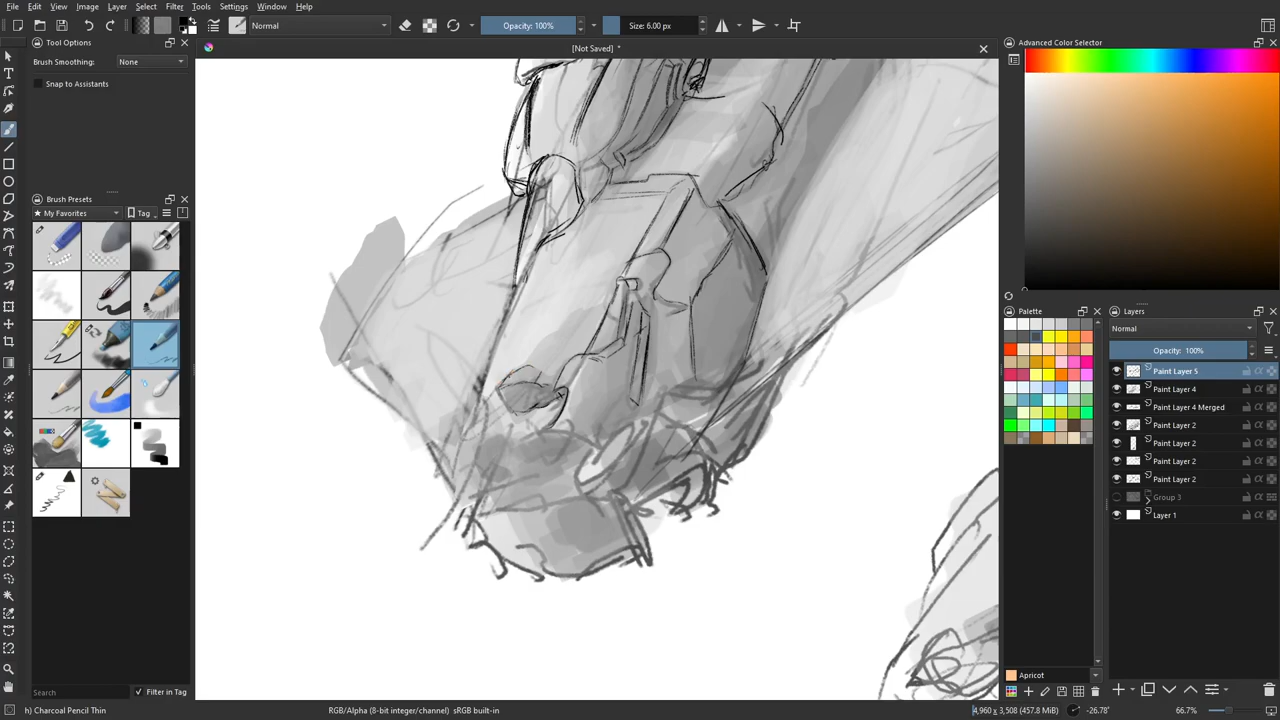 File Edit View Image Layer Select Filter Tools Settings Window Help
Normal Opacity: 100% Size: 6.00 px
Tool Options [Not Saved] * Advanced Color Selector
Brush Smoothing: None
Snap to Assistants
Brush Presets
My Favorites Tag
Palette Layers
Normal
Opacity: 100%
Paint Layer 5
Paint Layer 4
Paint Layer 4 Merged
Paint Layer 2
Paint Layer 2
Paint Layer 2
Paint Layer 2
Group 3
Layer 1
Apricot
Search Filter in Tag
h) Charcoal Pencil Thin RGB/Alpha (8-bit integer/channel) sRGB built-in 4,960 x 3,508 (457.8 MiB) -26.78° 66.7%